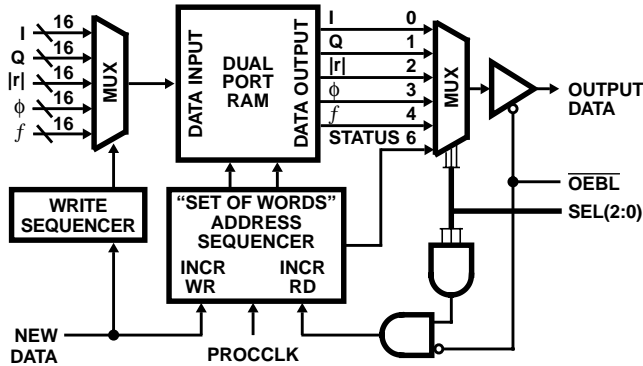 I 16
Q 16
|r| 16
ϕ 16
f 16
MUX
DATA INPUT
DUAL
PORT
RAM
DATA OUTPUT
I 0
Q 1
|r| 2
ϕ 3
f 4
STATUS 6
MUX
OUTPUT
DATA
OEBL
SEL(2:0)
WRITE
SEQUENCER
“SET OF WORDS”
ADDRESS
SEQUENCER
INCR
WR
INCR
RD
NEW
DATA
PROCCLK